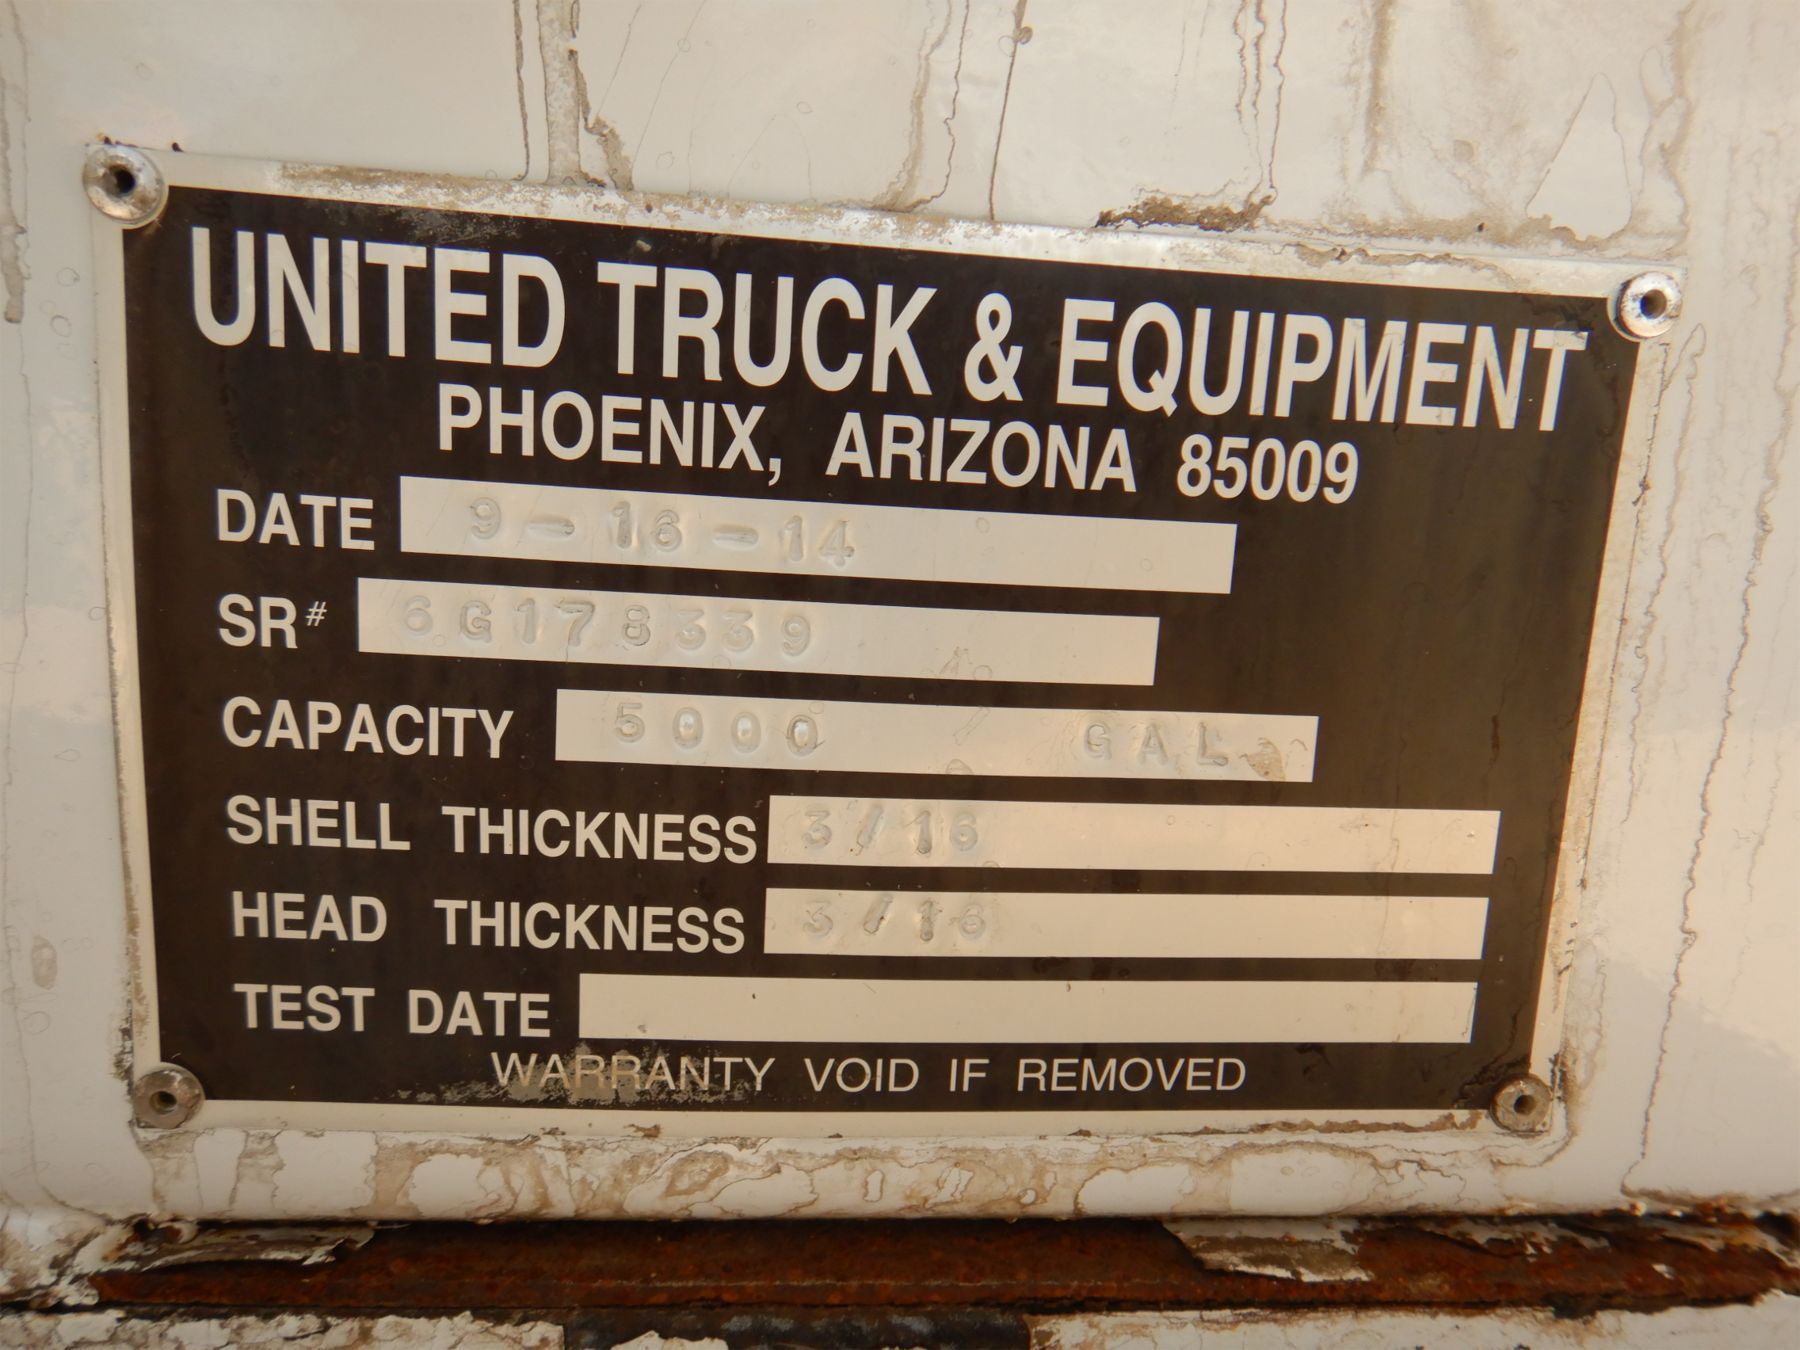 UNITED TRUCK & EQUIPMENT
PHOENIX, ARIZONA 85009
DATE 9-16-14
SR# 6G178339
CAPACITY 5000 GAL
SHELL THICKNESS 3/16
HEAD THICKNESS 3/16
TEST DATE
WARRANTY VOID IF REMOVED